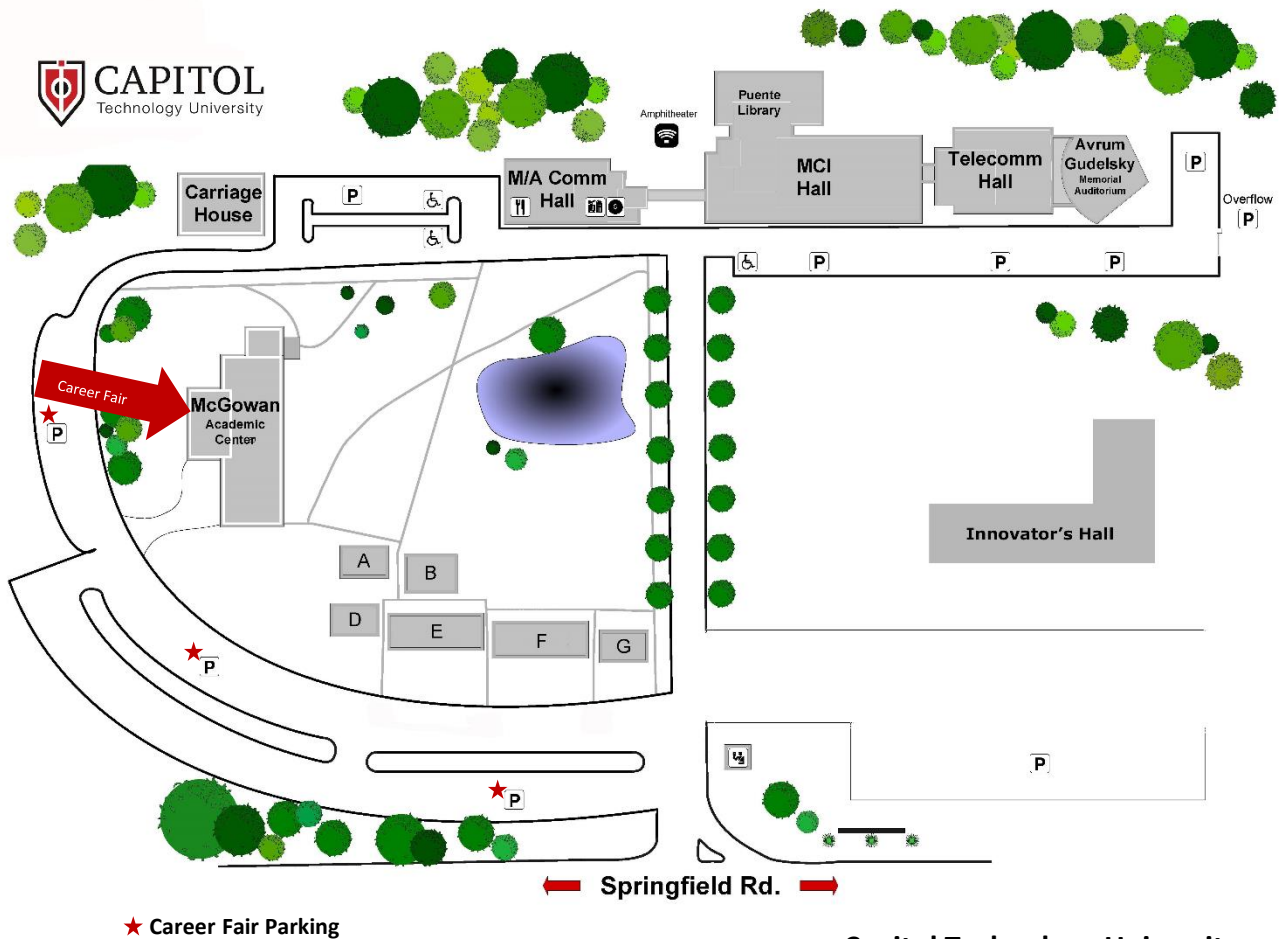 CAPITOL
Technology University
Puente
Library
Amphitheater
Avrum
Gudelsky
Memorial
Auditorium
Telecomm
Hall
MCI
Hall
M/A Comm
Hall
Carriage
House
P
P
Overflow
P
P
P
P
Career Fair
McGowan
Academic
Center
P
Innovator's Hall
A
B
D
E
F
G
P
P
P
Springfield Rd.
★ Career Fair Parking